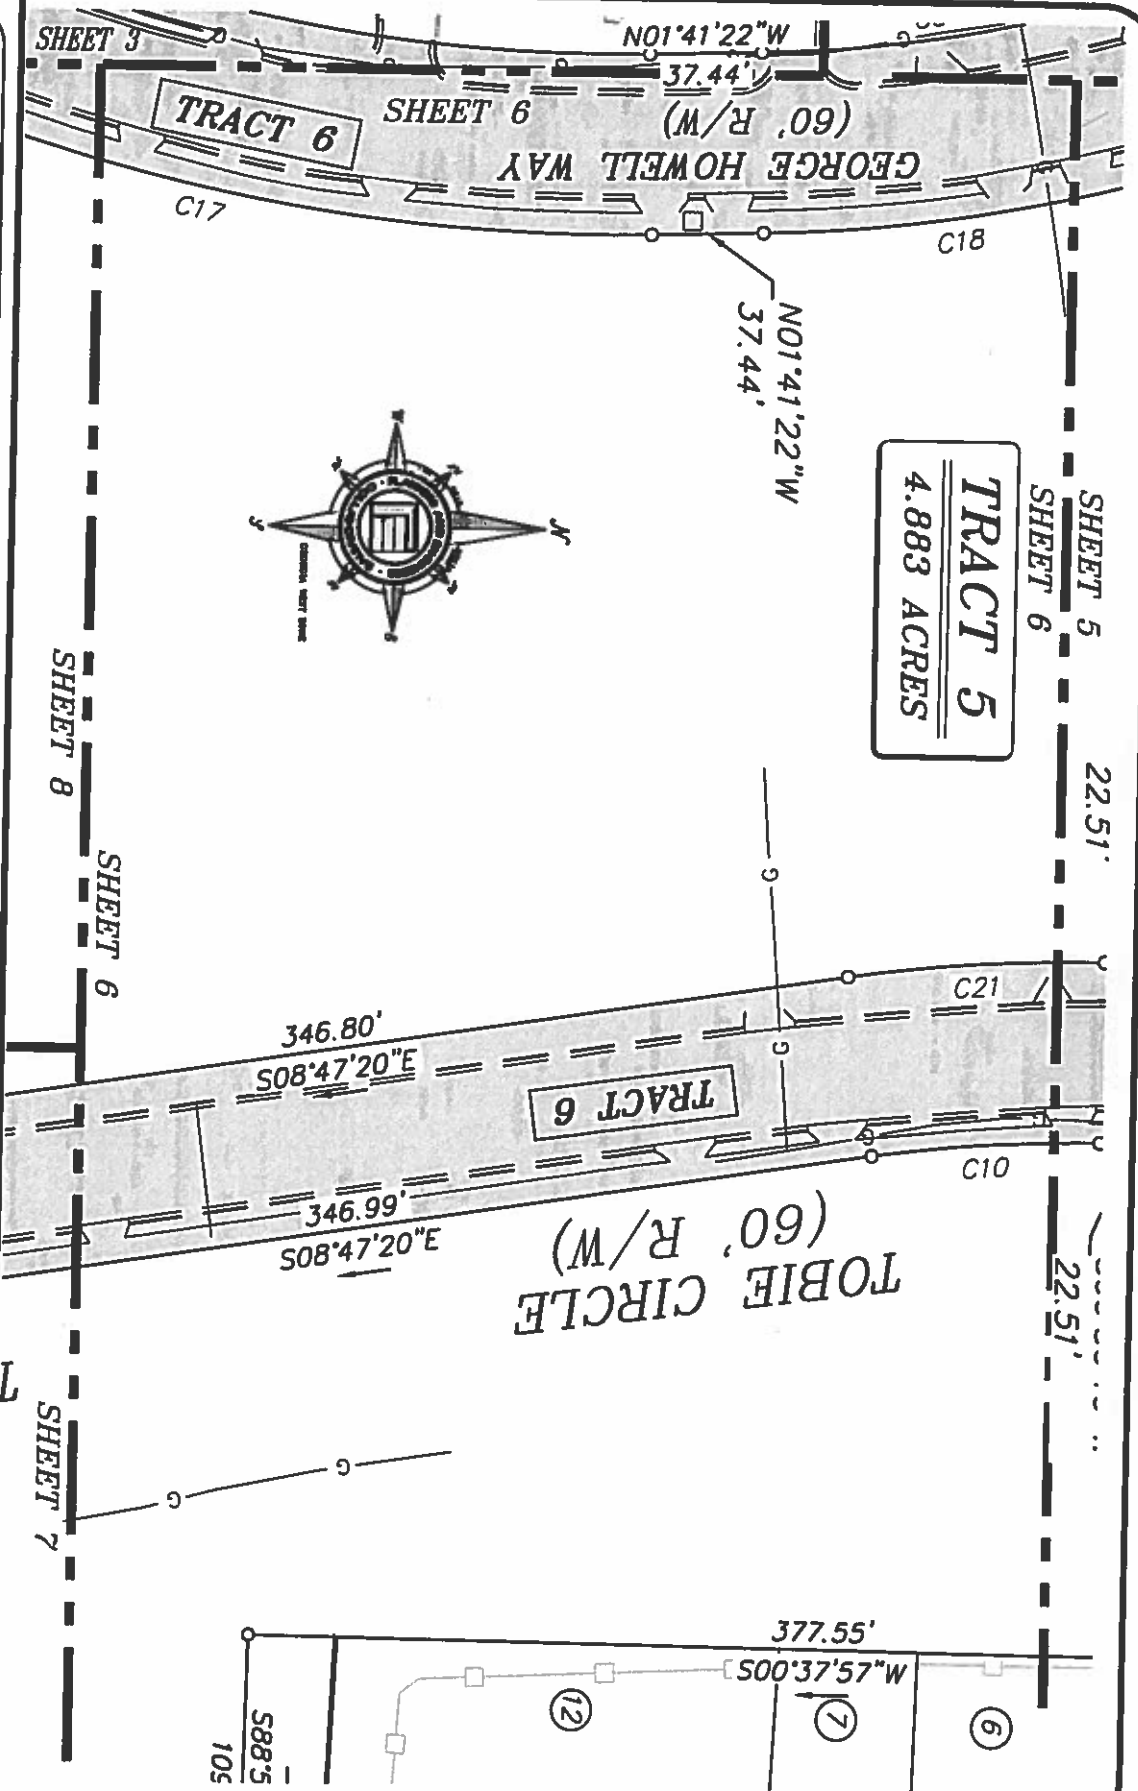 SHEET 3
N01°41'22"W
37.44'
TRACT 6
SHEET 6
(60' R/W)
GEORGE HOWELL WAY
C17
C18
N01°41'22"W
37.44'
SHEET 5
SHEET 6
TRACT 5
4.883 ACRES
22.51'
N
W
S
SHEET 8
SHEET 6
G
C21
346.80'
S08°47'20"E
G
TRACT 6
C10
346.99'
S08°47'20"E
TOBIE CIRCLE
(60' R/W)
22.51'
SHEET 7
G
G
377.55'
S00°37'57"W
12
7
6
S88°5
109